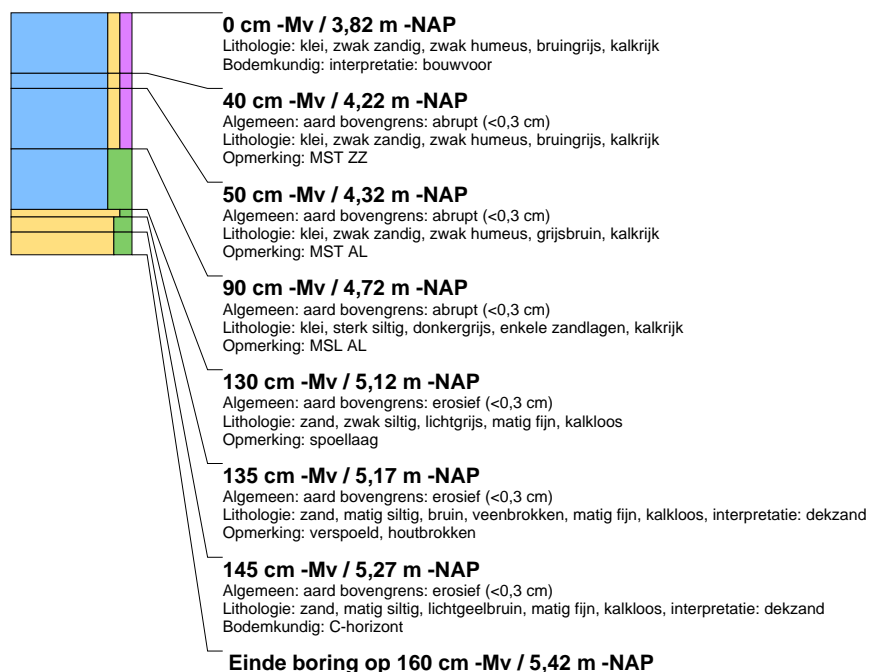 0 cm -Mv / 3,82 m -NAP
Lithologie: klei, zwak zandig, zwak humeus, bruingrijs, kalkrijk
Bodemkundig: interpretatie: bouwvoor
40 cm -Mv / 4,22 m -NAP
Algemeen: aard bovengrens: abrupt (<0,3 cm)
Lithologie: klei, zwak zandig, zwak humeus, bruingrijs, kalkrijk
Opmerking: MST ZZ
50 cm -Mv / 4,32 m -NAP
Algemeen: aard bovengrens: abrupt (<0,3 cm)
Lithologie: klei, zwak zandig, zwak humeus, grijsbruin, kalkrijk
Opmerking: MST AL
90 cm -Mv / 4,72 m -NAP
Algemeen: aard bovengrens: abrupt (<0,3 cm)
Lithologie: klei, sterk siltig, donkergrijs, enkele zandlagen, kalkrijk
Opmerking: MSL AL
130 cm -Mv / 5,12 m -NAP
Algemeen: aard bovengrens: erosief (<0,3 cm)
Lithologie: zand, zwak siltig, lichtgrijs, matig fijn, kalkloos
Opmerking: spoellaag
135 cm -Mv / 5,17 m -NAP
Algemeen: aard bovengrens: erosief (<0,3 cm)
Lithologie: zand, matig siltig, bruin, veenbrokken, matig fijn, kalkloos, interpretatie: dekzand
Opmerking: verspoeld, houtbrokken
145 cm -Mv / 5,27 m -NAP
Algemeen: aard bovengrens: erosief (<0,3 cm)
Lithologie: zand, matig siltig, lichtgeelbruin, matig fijn, kalkloos, interpretatie: dekzand
Bodemkundig: C-horizont
Einde boring op 160 cm -Mv / 5,42 m -NAP